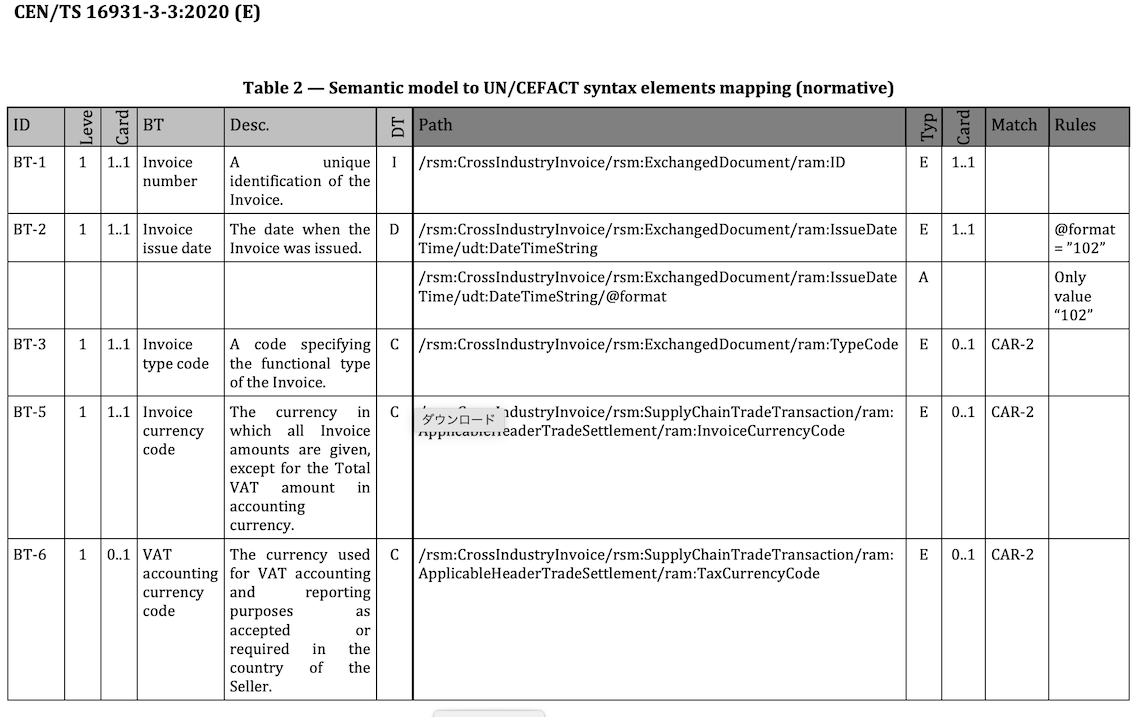 CEN/TS 16931-3-3:2020 (E)
Table 2 — Semantic model to UN/CEFACT syntax elements mapping (normative)
ID Leve Card BT Desc. DT Path Typ Card Match Rules
BT-1 1 1..1 Invoice A unique I /rsm:CrossIndustryInvoice/rsm:ExchangedDocument/ram:ID E 1..1
number identification of the
Invoice.
BT-2 1 1..1 Invoice The date when the D /rsm:CrossIndustryInvoice/rsm:ExchangedDocument/ram:IssueDate E 1..1 @format
issue date Invoice was issued. Time/udt:DateTimeString = ”102”
/rsm:CrossIndustryInvoice/rsm:ExchangedDocument/ram:IssueDate A Only
Time/udt:DateTimeString/@format value
“102”
BT-3 1 1..1 Invoice A code specifying C /rsm:CrossIndustryInvoice/rsm:ExchangedDocument/ram:TypeCode E 0..1 CAR-2
type code the functional type
of the Invoice.
BT-5 1 1..1 Invoice The currency in C dustryInvoice/rsm:SupplyChainTradeTransaction/ram: E 0..1 CAR-2
ダウンロード
currency which all Invoice ApplicableHeaderTradeSettlement/ram:InvoiceCurrencyCode
code amounts are given,
except for the Total
VAT amount in
accounting
currency.
BT-6 1 0..1 VAT The currency used C /rsm:CrossIndustryInvoice/rsm:SupplyChainTradeTransaction/ram: E 0..1 CAR-2
accounting for VAT accounting ApplicableHeaderTradeSettlement/ram:TaxCurrencyCode
currency and reporting
code purposes as
accepted or
required in the
country of the
Seller.